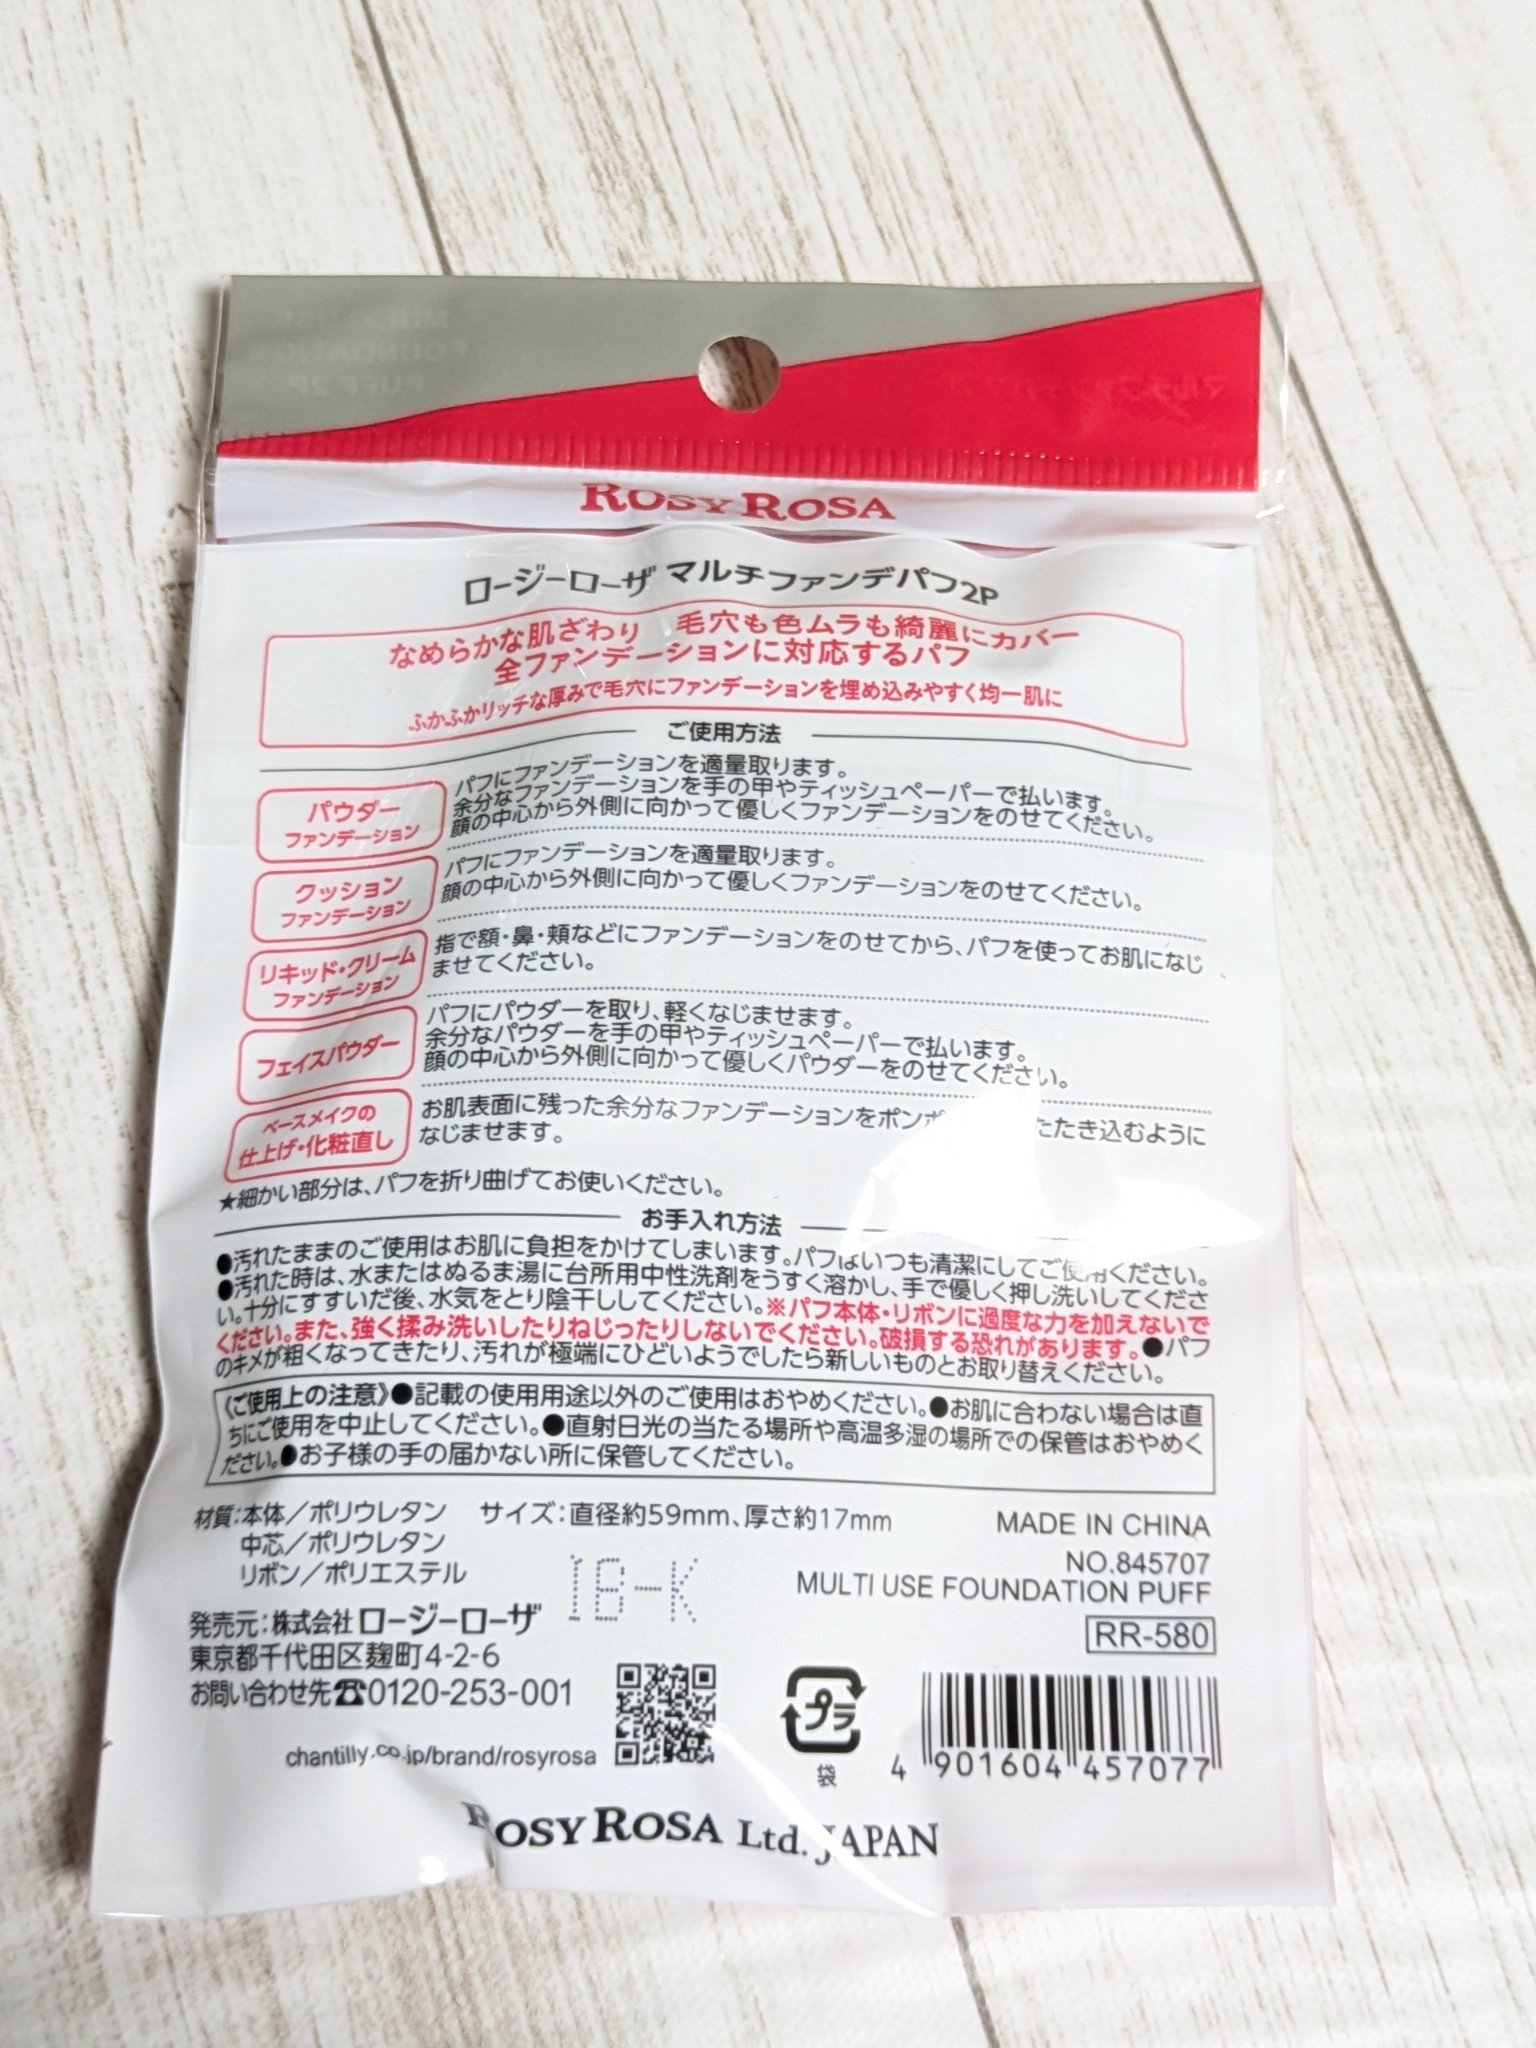 ROSY ROSA
ロージーローザ マルチファンデパフ2P
なめらかな肌ざわり 毛穴も色ムラも綺麗にカバー
全ファンデーションに対応するパフ
ふかふかリッチな厚みで毛穴にファンデーションを埋め込みやすく均一肌に
ご使用方法
パウダー
ファンデーション
パフにファンデーションを適量取ります。
余分なファンデーションを手の甲やティッシュペーパーで払います。
顔の中心から外側に向かって優しくファンデーションをのせてください。
クッション
ファンデーション
パフにファンデーションを適量取ります。
顔の中心から外側に向かって優しくファンデーションをのせてください。
リキッド・クリーム
ファンデーション
指で額・鼻・頬などにファンデーションをのせてから、パフを使ってお肌になじ
ませてください。
フェイスパウダー
パフにパウダーを取り、軽くなじませます。
余分なパウダーを手の甲やティッシュペーパーで払います。
顔の中心から外側に向かって優しくパウダーをのせてください。
ベースメイクの
仕上げ・化粧直し
お肌表面に残った余分なファンデーションをポンポ たたき込むように
なじませます。
★細かい部分は、パフを折り曲げてお使いください。
お手入れ方法
●汚れたままのご使用はお肌に負担をかけてしまいます。パフはいつも清潔にしてご使用ください。
●汚れた時は、水またはぬるま湯に台所用中性洗剤をうすく溶かし、手で優しく押し洗いしてくださ
い。十分にすすいだ後、水気をとり陰干ししてください。※パフ本体・リボンに過度な力を加えないで
ください。また、強く揉み洗いしたりねじったりしないでください。破損する恐れがあります。●パフ
のキメが粗くなってきたり、汚れが極端にひどいようでしたら新しいものとお取り替えください。
《ご使用上の注意》●記載の使用用途以外のご使用はおやめください。●お肌に合わない場合は直
ちにご使用を中止してください。●直射日光の当たる場所や高温多湿の場所での保管はおやめく
ださい。●お子様の手の届かない所に保管してください。
材質：本体／ポリウレタン サイズ：直径約59mm、厚さ約17mm
中芯／ポリウレタン
リボン／ポリエステル
MADE IN CHINA
NO.845707
MULTI USE FOUNDATION PUFF
RR-580
1B-K
発売元：株式会社 ロージーローザ
東京都千代田区麹町4-2-6
お問い合わせ先☎0120-253-001
chantilly.co.jp/brand/rosyrosa
プラ
袋
4 901604 457077
ROSY ROSA Ltd. JAPAN